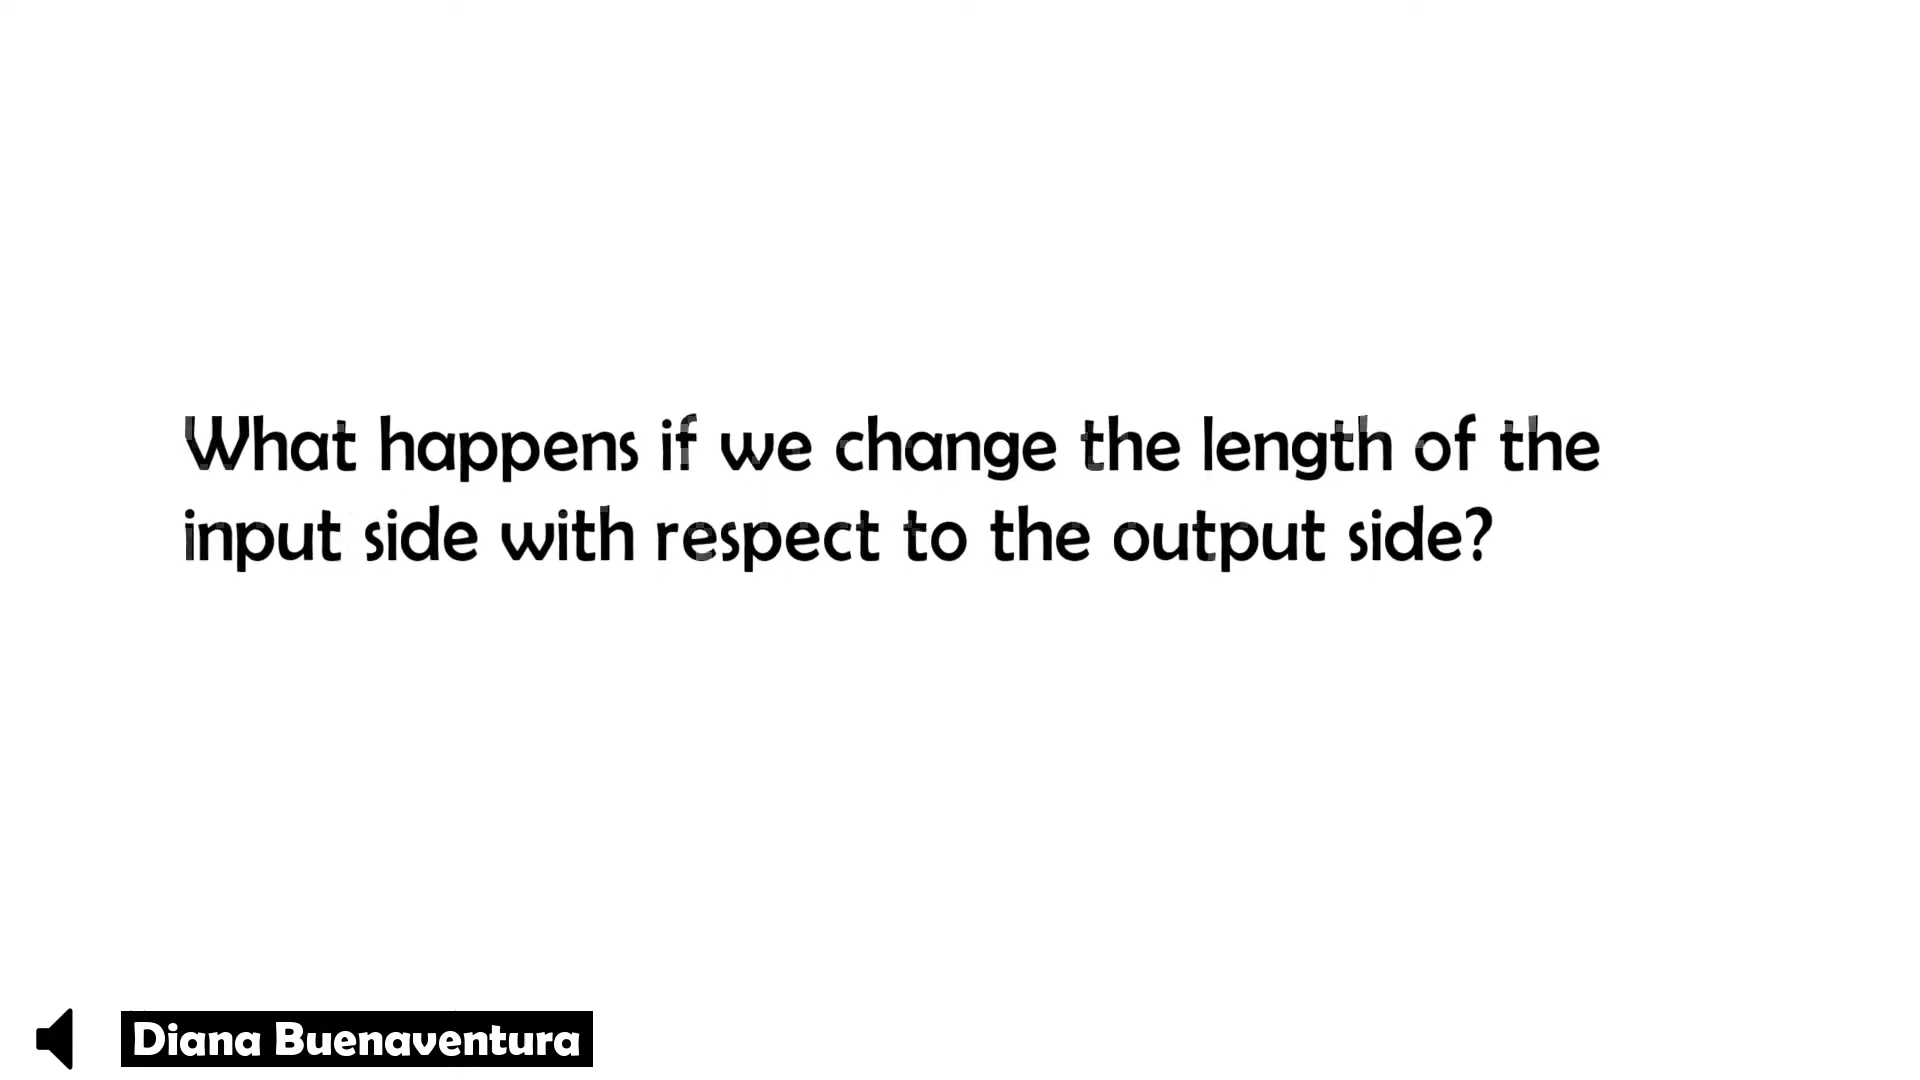 What happens if we change the length of the
input side with respect to the output side?
Diana Buenaventura